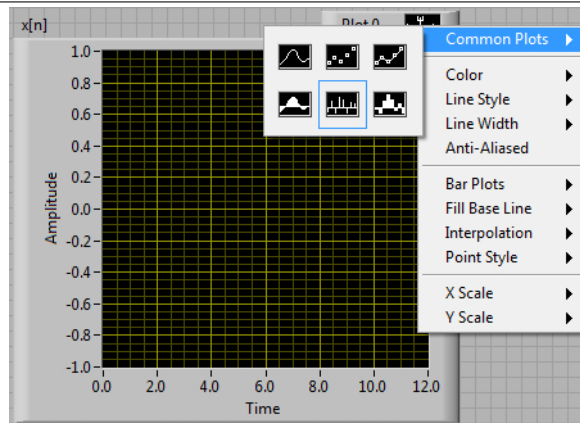 x[n]
Plot 0
Common Plots
Color
Line Style
Line Width
Anti-Aliased
Bar Plots
Fill Base Line
Interpolation
Point Style
X Scale
Y Scale
Amplitude
1.0
0.8
0.6
0.4
0.2
0.0
-0.2
-0.4
-0.6
-0.8
-1.0
0.0 2.0 4.0 6.0 8.0 10.0 12.0
Time